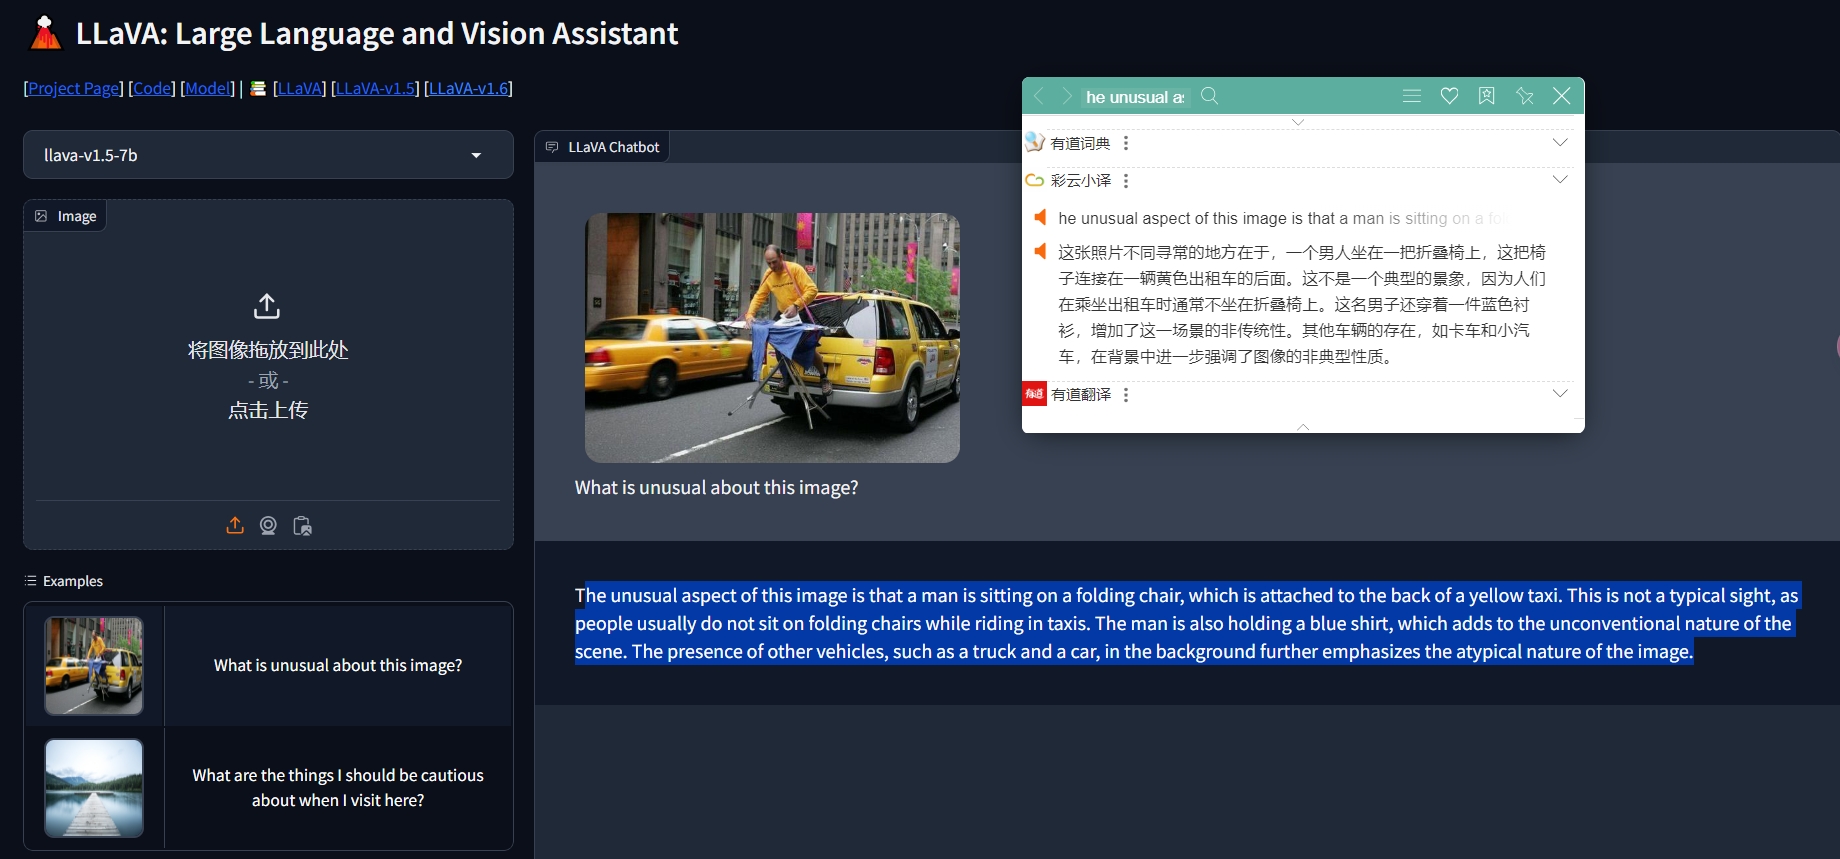 LLaVA: Large Language and Vision Assistant
[Project Page] [Code] [Model] | [LLaVA] [LLaVA-v1.5] [LLaVA-v1.6]
llava-v1.5-7b
Image
将图像拖放到此处
- 或 -
点击上传
Examples
What is unusual about this image?
What are the things I should be cautious
about when I visit here?
LLaVA Chatbot
What is unusual about this image?
The unusual aspect of this image is that a man is sitting on a folding chair, which is attached to the back of a yellow taxi. This is not a typical sight, as
people usually do not sit on folding chairs while riding in taxis. The man is also holding a blue shirt, which adds to the unconventional nature of the
scene. The presence of other vehicles, such as a truck and a car, in the background further emphasizes the atypical nature of the image.
he unusual as
有道词典
彩云小译
he unusual aspect of this image is that a man is sitting on a fo
这张照片不同寻常的地方在于，一个男人坐在一把折叠椅上，这把椅
子连接在一辆黄色出租车的后面。这不是一个典型的景象，因为人们
在乘坐出租车时通常不坐在折叠椅上。这名男子还穿着一件蓝色衬
衫，增加了这一场景的非传统性。其他车辆的存在，如卡车和小汽
车，在背景中进一步强调了图像的非典型性质。
有道
有道翻译